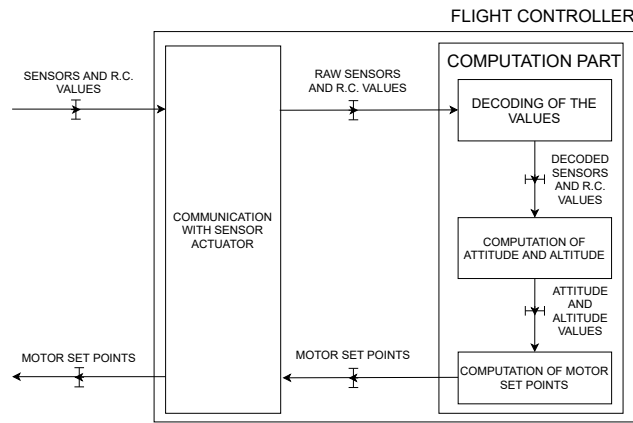 FLIGHT CONTROLLER
COMPUTATION PART
SENSORS AND R.C.
VALUES
RAW SENSORS
AND R.C. VALUES
DECODING OF THE
VALUES
DECODED
SENSORS
AND R.C.
VALUES
COMMUNICATION
WITH SENSOR
ACTUATOR
COMPUTATION OF
ATTITUDE AND ALTITUDE
ATTITUDE
AND
ALTITUDE
VALUES
MOTOR SET POINTS
MOTOR SET POINTS
COMPUTATION OF MOTOR
SET POINTS